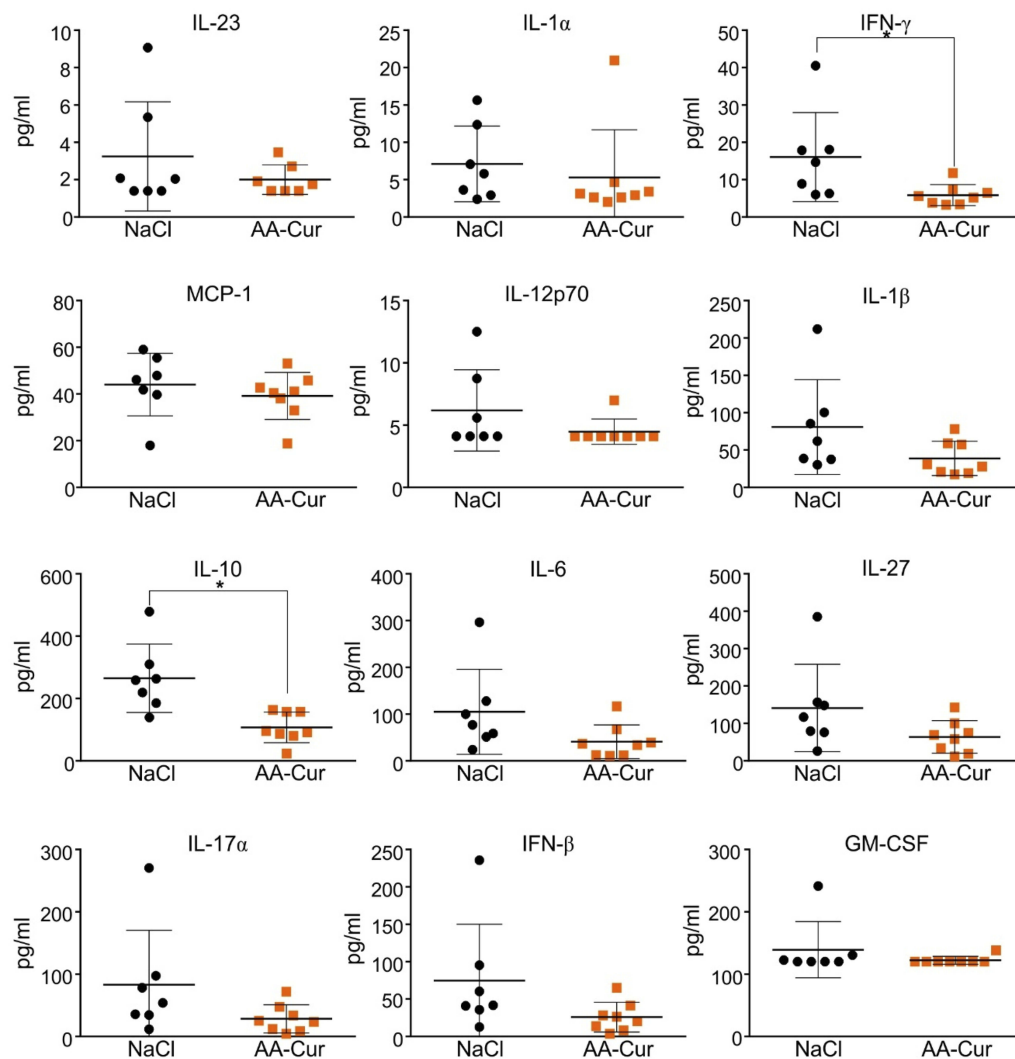 IL-23 IL-1α IFN-γ
*
10 25 50
8 20 40
6 15 30
4 10 20
2 5 10
0 0 0
pg/ml pg/ml pg/ml
NaCl AA-Cur NaCl AA-Cur NaCl AA-Cur
MCP-1 IL-12p70 IL-1β
80 15 250
60 10 200
40 5 150
20 0 100
0 50
0
pg/ml pg/ml pg/ml
NaCl AA-Cur NaCl AA-Cur NaCl AA-Cur
IL-10 IL-6 IL-27
*
600 400 500
400 300 400
200 200 300
0 100 200
0 100
0
pg/ml pg/ml pg/ml
NaCl AA-Cur NaCl AA-Cur NaCl AA-Cur
IL-17α IFN-β GM-CSF
300 250 300
200 200 200
100 150 100
0 100 0
50
0
pg/ml pg/ml pg/ml
NaCl AA-Cur NaCl AA-Cur NaCl AA-Cur